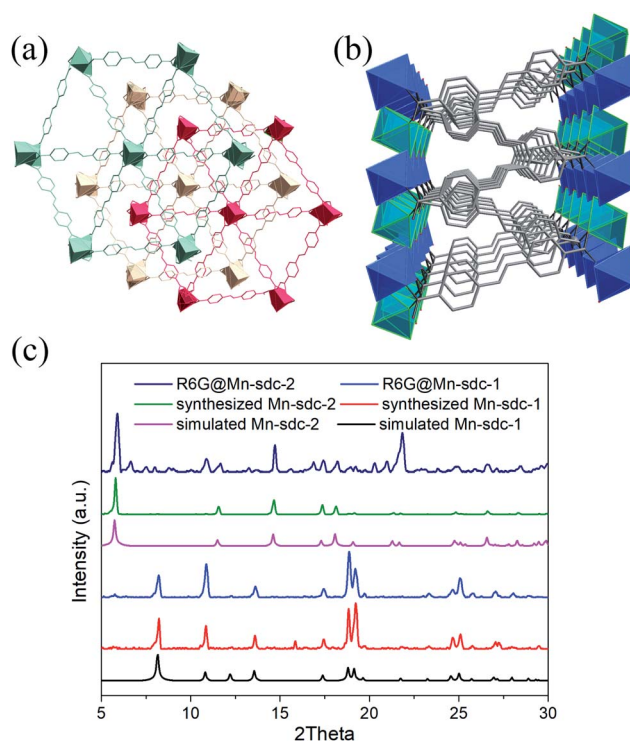 (a)
(b)
(c)
R6G@Mn-sdc-2 R6G@Mn-sdc-1
synthesized Mn-sdc-2 synthesized Mn-sdc-1
simulated Mn-sdc-2 simulated Mn-sdc-1
Intensity (a.u.)
5 10 15 20 25 30
2Theta